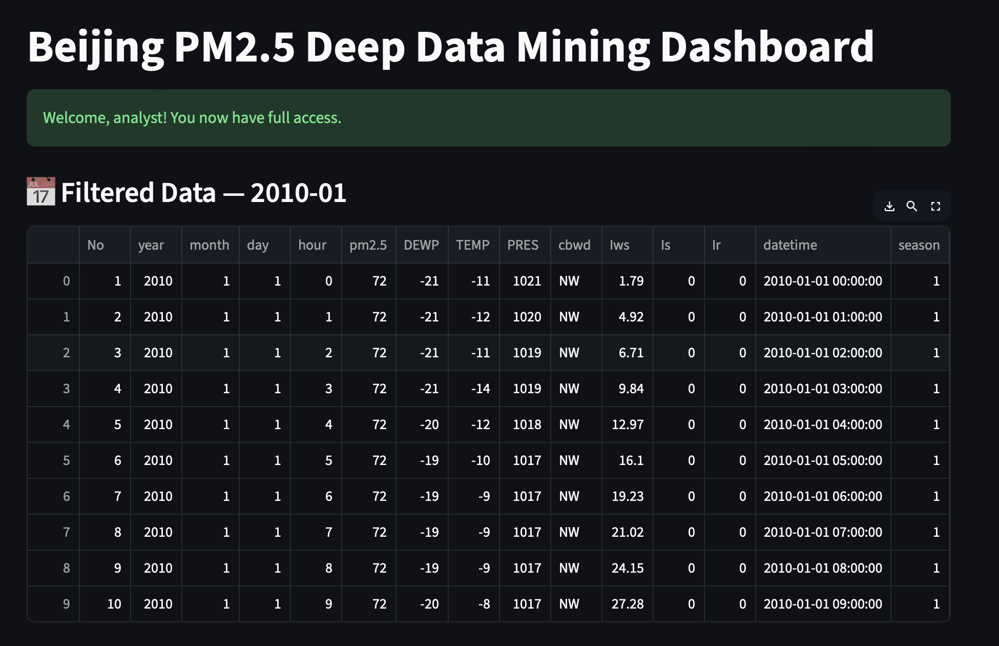 Beijing PM2.5 Deep Data Mining Dashboard
Welcome, analyst! You now have full access.
JUL 17 Filtered Data — 2010-01
No year month day hour pm2.5 DEWP TEMP PRES cbwd Iws Is Ir datetime season
0 1 2010 1 1 0 72 -21 -11 1021 NW 1.79 0 0 2010-01-01 00:00:00 1
1 2 2010 1 1 1 72 -21 -12 1020 NW 4.92 0 0 2010-01-01 01:00:00 1
2 3 2010 1 1 2 72 -21 -11 1019 NW 6.71 0 0 2010-01-01 02:00:00 1
3 4 2010 1 1 3 72 -21 -14 1019 NW 9.84 0 0 2010-01-01 03:00:00 1
4 5 2010 1 1 4 72 -20 -12 1018 NW 12.97 0 0 2010-01-01 04:00:00 1
5 6 2010 1 1 5 72 -19 -10 1017 NW 16.1 0 0 2010-01-01 05:00:00 1
6 7 2010 1 1 6 72 -19 -9 1017 NW 19.23 0 0 2010-01-01 06:00:00 1
7 8 2010 1 1 7 72 -19 -9 1017 NW 21.02 0 0 2010-01-01 07:00:00 1
8 9 2010 1 1 8 72 -19 -9 1017 NW 24.15 0 0 2010-01-01 08:00:00 1
9 10 2010 1 1 9 72 -20 -8 1017 NW 27.28 0 0 2010-01-01 09:00:00 1